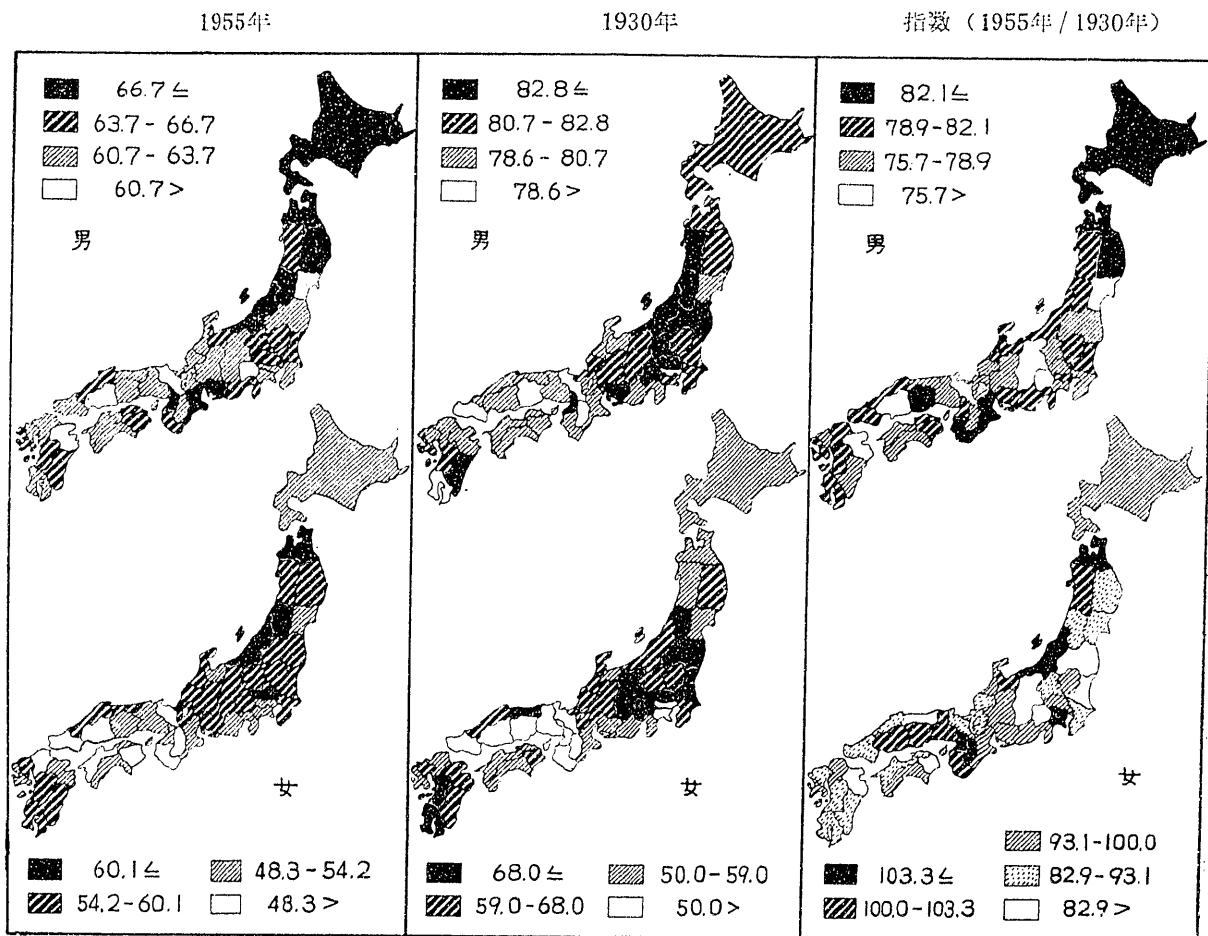 1955年
1930年
指数（1955年/1930年）
66.7≦
63.7-66.7
60.7-63.7
60.7>
男
82.8≦
80.7-82.8
78.6-80.7
78.6>
男
82.1≦
78.9-82.1
75.7-78.9
75.7>
男
女
60.1≦
54.2-60.1
48.3-54.2
48.3>
女
68.0≦
59.0-68.0
50.0-59.0
50.0>
女
103.3≦
100.0-103.3
93.1-100.0
82.9-93.1
82.9>